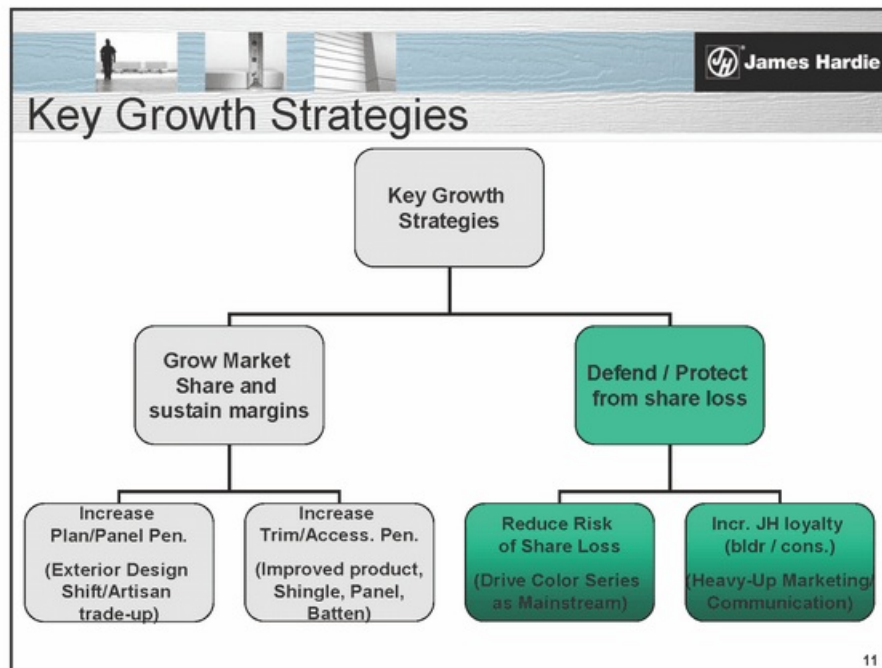 JH James Hardie
Key Growth Strategies
Key Growth
Strategies
Grow Market
Share and
sustain margins
Defend / Protect
from share loss
Increase
Plan/Panel Pen.
(Exterior Design
Shift/Artisan
trade-up)
Increase
Trim/Access. Pen.
(Improved product,
Shingle, Panel,
Batten)
Reduce Risk
of Share Loss
(Drive Color Series
as Mainstream)
Incr. JH loyalty
(bldr / cons.)
(Heavy-Up Marketing/
Communication)
11